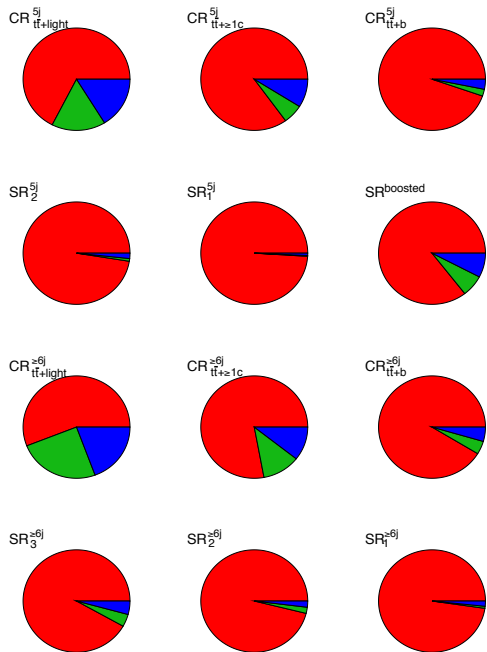 CR 5j tt̄+light
CR 5j tt̄+≥1c
CR 5j tt̄+b
SR 5j 2
SR 5j 1
SR boosted
CR ≥6j tt̄+light
CR ≥6j tt̄+≥1c
CR ≥6j tt̄+b
SR ≥6j 3
SR ≥6j 2
SR ≥6j 1